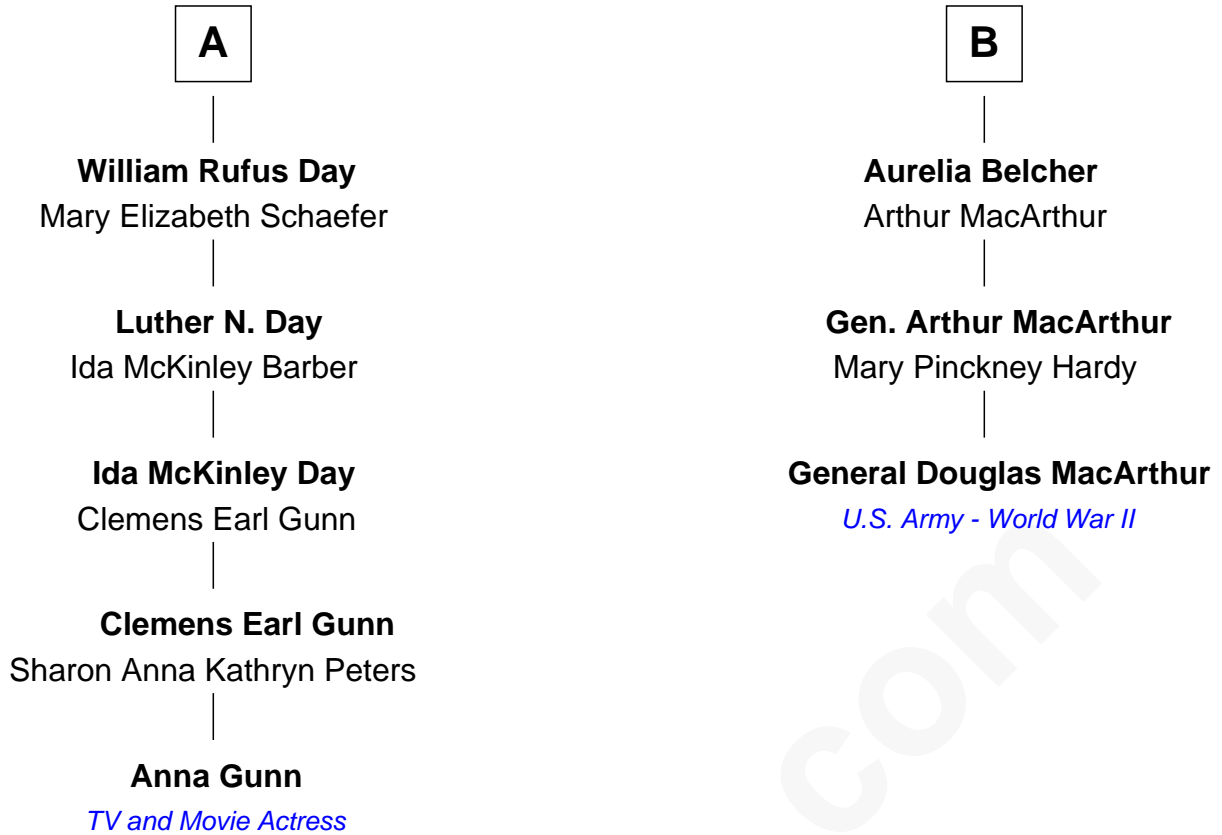 A
William Rufus Day
Mary Elizabeth Schaefer
Luther N. Day
Ida McKinley Barber
Ida McKinley Day
Clemens Earl Gunn
Clemens Earl Gunn
Sharon Anna Kathryn Peters
Anna Gunn
TV and Movie Actress
B
Aurelia Belcher
Arthur MacArthur
Gen. Arthur MacArthur
Mary Pinckney Hardy
General Douglas MacArthur
U.S. Army - World War II
com